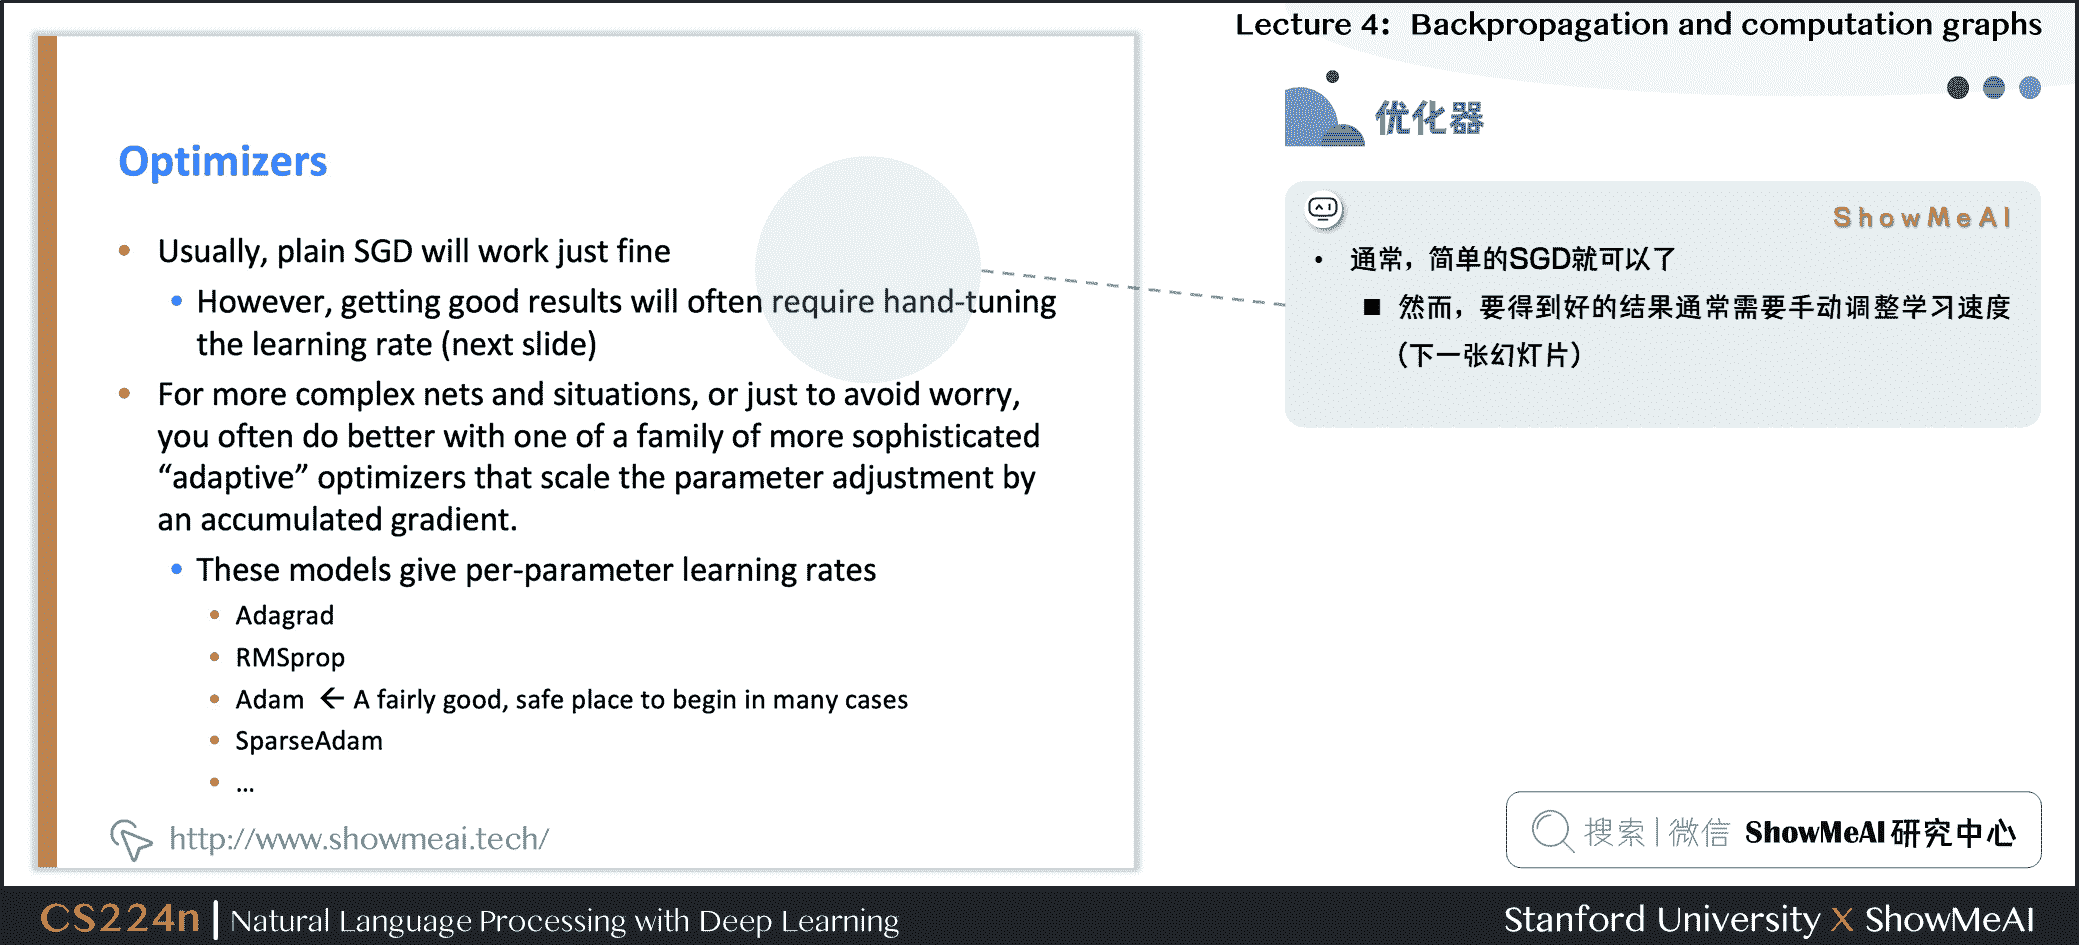 Lecture 4: Backpropagation and computation graphs
Optimizers
• Usually, plain SGD will work just fine
• However, getting good results will often require hand-tuning
the learning rate (next slide)
• For more complex nets and situations, or just to avoid worry,
you often do better with one of a family of more sophisticated
“adaptive” optimizers that scale the parameter adjustment by
an accumulated gradient.
• These models give per-parameter learning rates
• Adagrad
• RMSprop
• Adam ← A fairly good, safe place to begin in many cases
• SparseAdam
• ...
http://www.showmeai.tech/
优化器
ShowMeAI
• 通常，简单的SGD就可以了
■ 然而，要得到好的结果通常需要手动调整学习速度
(下一张幻灯片)
搜索|微信 ShowMeAI研究中心
CS224n | Natural Language Processing with Deep Learning
Stanford University X ShowMeAI